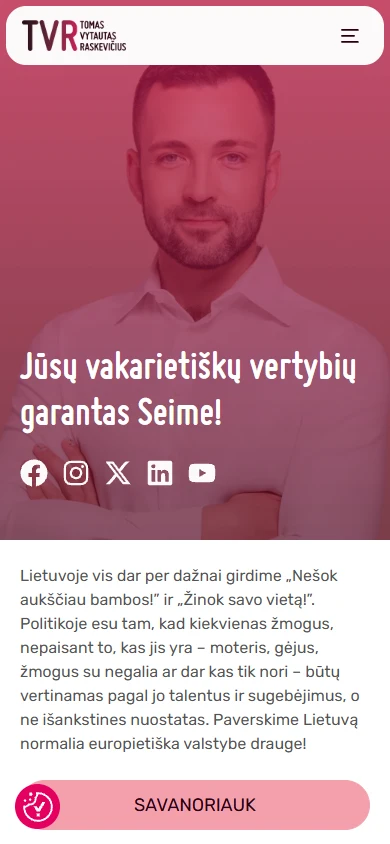 TVR TOMAS
VYTAUTAS
RASKEVIČIUS
Jūsų vakarietiškų vertybių
garantas Seime!
Lietuvoje vis dar per dažnai girdime „Nešok
aukščiau bambos!” ir „Žinok savo vietą!”.
Politikoje esu tam, kad kiekvienas žmogus,
nepaisant to, kas jis yra – moteris, gėjus,
žmogus su negalia ar dar kas tik nori – būtų
vertinamas pagal jo talentus ir sugebėjimus, o
ne išankstines nuostatas. Paverskime Lietuvą
normalia europietiška valstybe drauge!
SAVANORIAUK